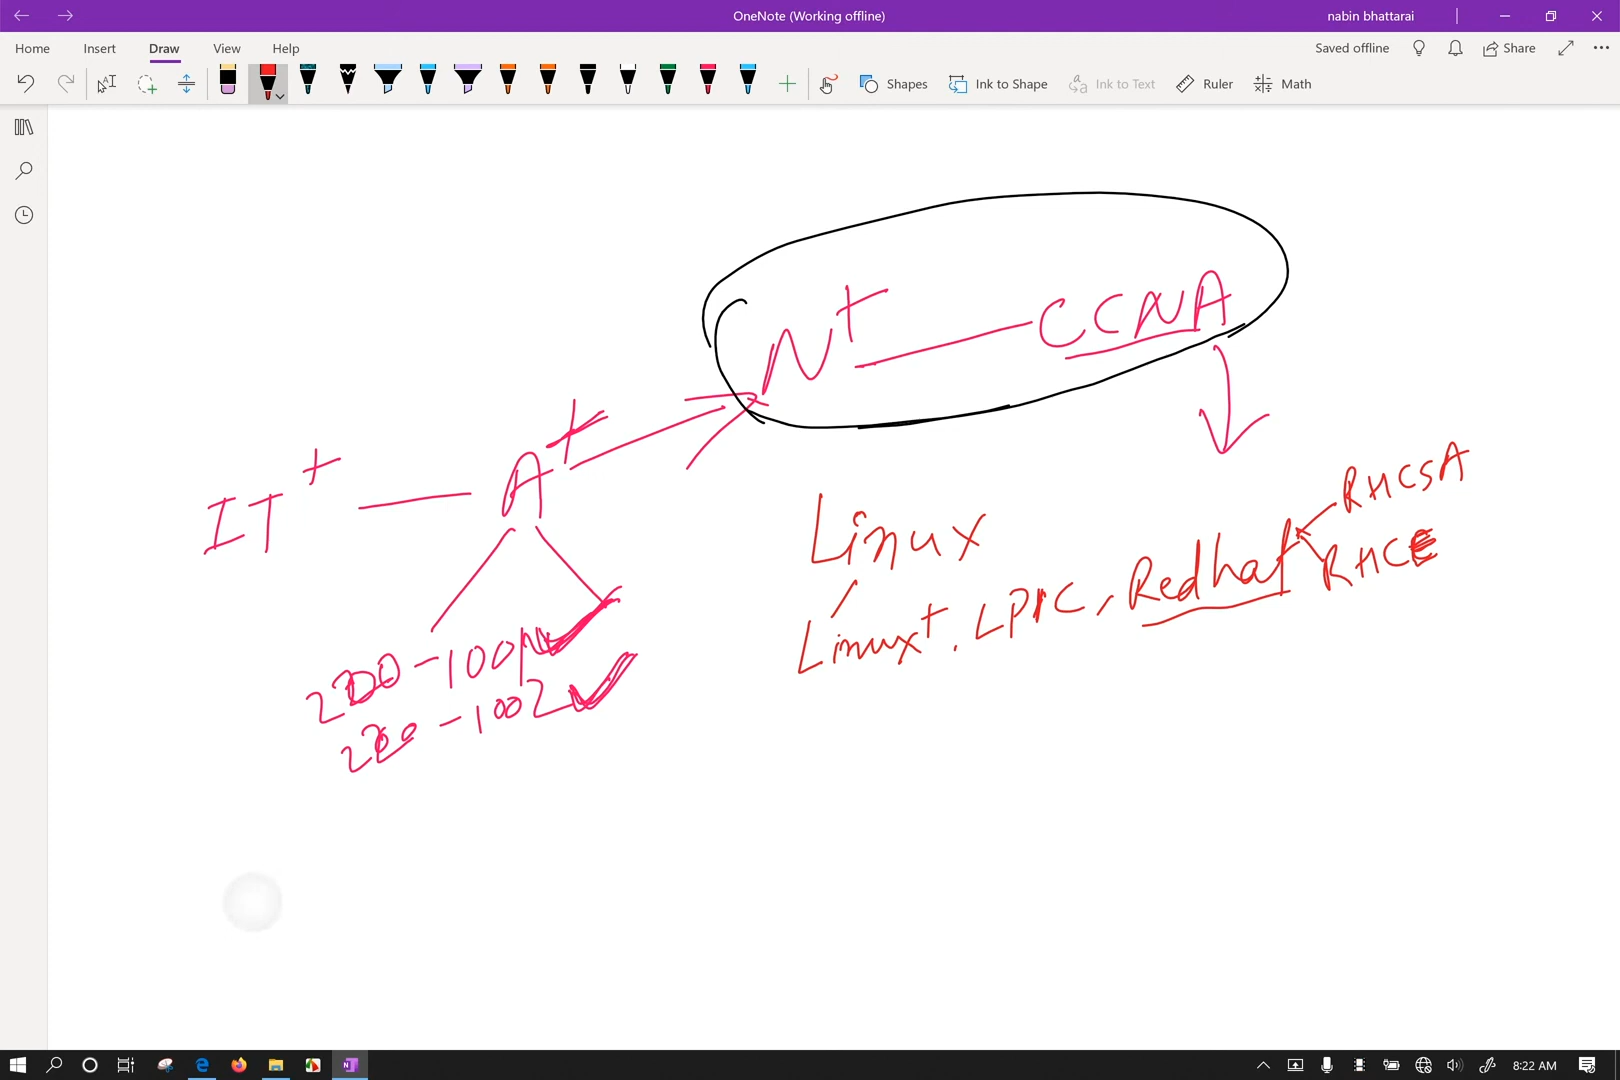 OneNote (Working offline)
nabin bhattarai
Home Insert Draw View Help
Saved offline Share
Shapes Ink to Shape Ink to Text Ruler Math
N+ CCNA
IT+ A+
Linux
RHCSA
Linux+, LPIC, Redhat RHCE
220-1001
220-1002
8:22 AM